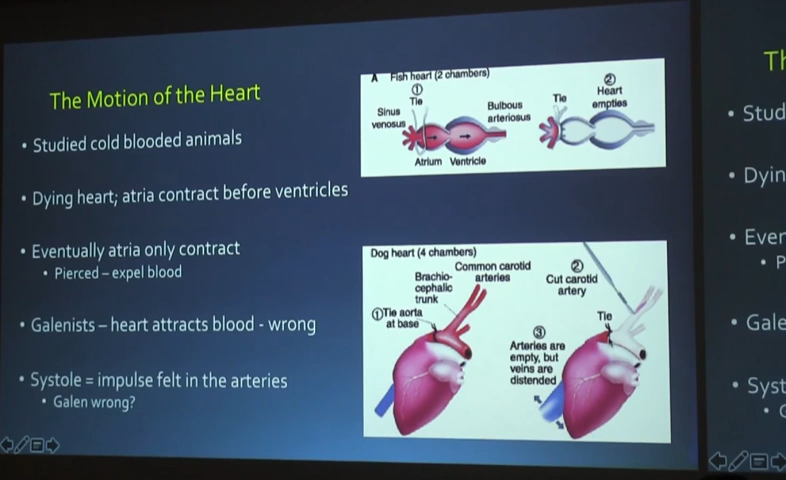 The Motion of the Heart
• Studied cold blooded animals
• Dying heart; atria contract before ventricles
• Eventually atria only contract
• Pierced – expel blood
• Galenists – heart attracts blood - wrong
• Systole = impulse felt in the arteries
• Galen wrong?
A Fish heart (2 chambers)
①
Tie
Sinus
venosus
Bulbous
arteriosus
Atrium Ventricle
Tie
②
Heart
empties
Dog heart (4 chambers)
Common carotid
arteries
Brachio-
cephalic
trunk
①Tie aorta
at base
②
Cut carotid
artery
Tie
③
Arteries are
empty, but
veins are
distended
Th
• Stud
• Dyin
• Ever
• P
• Gale
• Syst